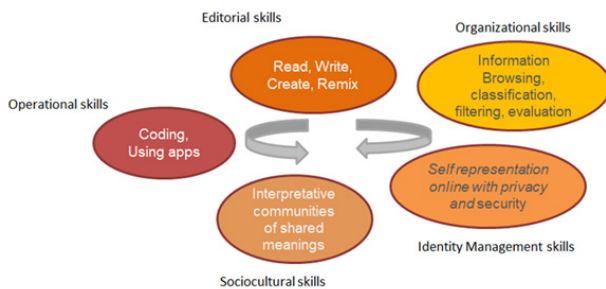 Editorial skills
Organizational skills
Read, Write,
Create, Remix
Information
Browsing,
classification,
filtering, evaluation
Operational skills
Coding,
Using apps
Self representation
online with privacy
and security
Interpretative
communities
of shared
meanings
Identity Management skills
Sociocultural skills